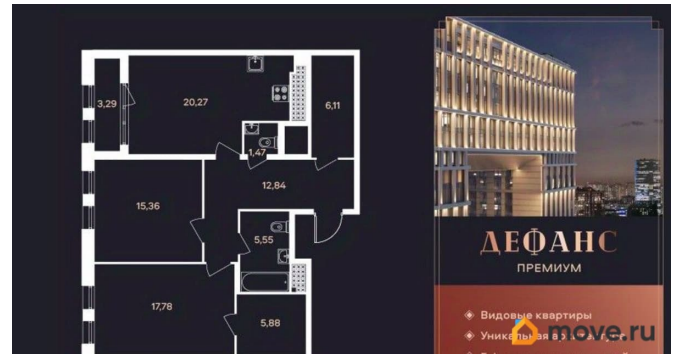 3,29
20,27
6,11
1,47
12,84
15,36
5,55
17,78
5,88
ДЕФАНС
ПРЕМИУМ
Видовые квартиры
move.ru